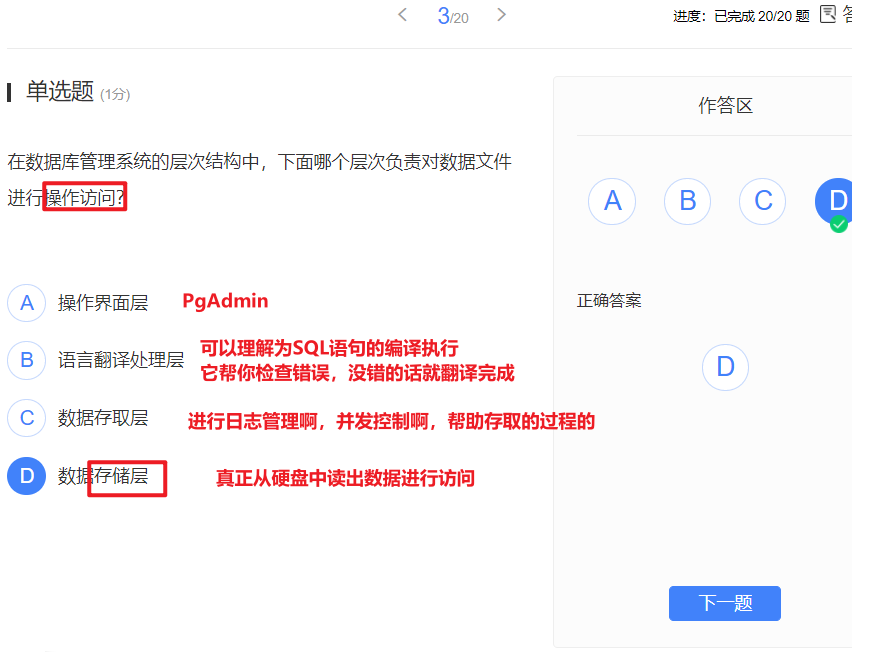 3/20
进度：已完成 20/20 题
单选题 (1分)
在数据库管理系统的层次结构中，下面哪个层次负责对数据文件
进行操作访问?
A 操作界面层 PgAdmin
B 语言翻译处理层 可以理解为SQL语句的编译执行
它帮你检查错误，没错的话就翻译完成
C 数据存取层 进行日志管理啊，并发控制啊，帮助存取的过程的
D 数据存储层 真正从硬盘中读出数据进行访问
作答区
A B C D
正确答案
D
下一题